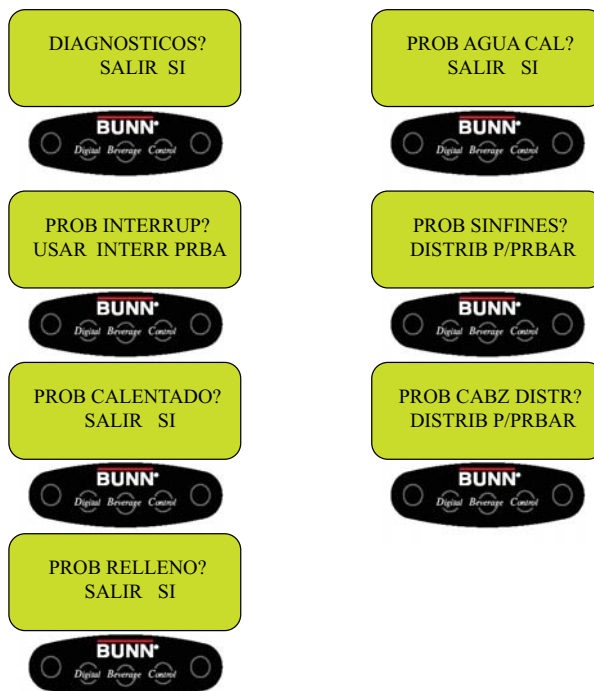 DIAGNOSTICOS?
SALIR SI
BUNN
Digital Beverage Control
PROB INTERRUP?
USAR INTERR PRBA
BUNN
Digital Beverage Control
PROB CALENTADO?
SALIR SI
BUNN
Digital Beverage Control
PROB RELLENO?
SALIR SI
BUNN
Digital Beverage Control
PROB AGUA CAL?
SALIR SI
BUNN
Digital Beverage Control
PROB SINFINES?
DISTRIB P/PRBAR
BUNN
Digital Beverage Control
PROB CABZ DISTR?
DISTRIB P/PRBAR
BUNN
Digital Beverage Control